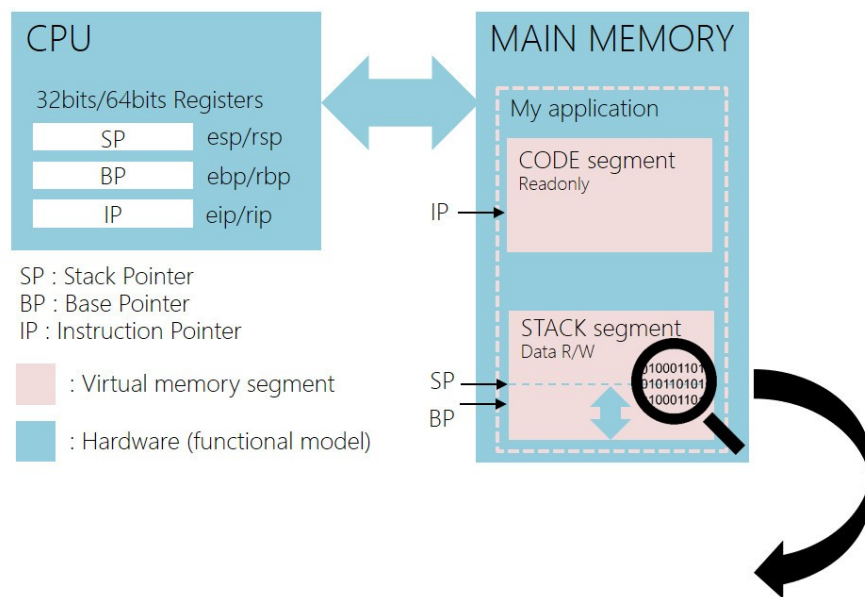 CPU
32bits/64bits Registers
SP esp/rsp
BP ebp/rbp
IP eip/rip
SP : Stack Pointer
BP : Base Pointer
IP : Instruction Pointer
: Virtual memory segment
: Hardware (functional model)
MAIN MEMORY
My application
CODE segment
Readonly
IP
STACK segment
Data R/W
SP
BP
010001101
010110101